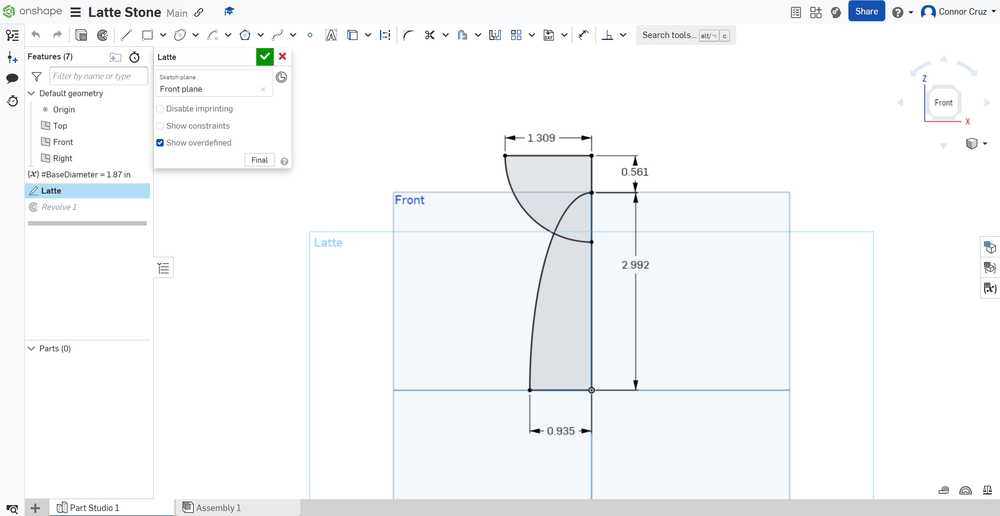 onshape Latte Stone Main Share Connor Cruz
Search tools... alt/¬ c
Features (7)
Filter by name or type
Default geometry
Origin
Top
Front
Right
(x) #BaseDiameter = 1.87 in
Latte
Revolve 1
Parts (0)
Latte
Sketch plane
Front plane
Disable imprinting
Show constraints
Show overdefined
Final
Z
Front
X
1.309
0.561
Front
Latte
2.992
0.935
Part Studio 1
Assembly 1